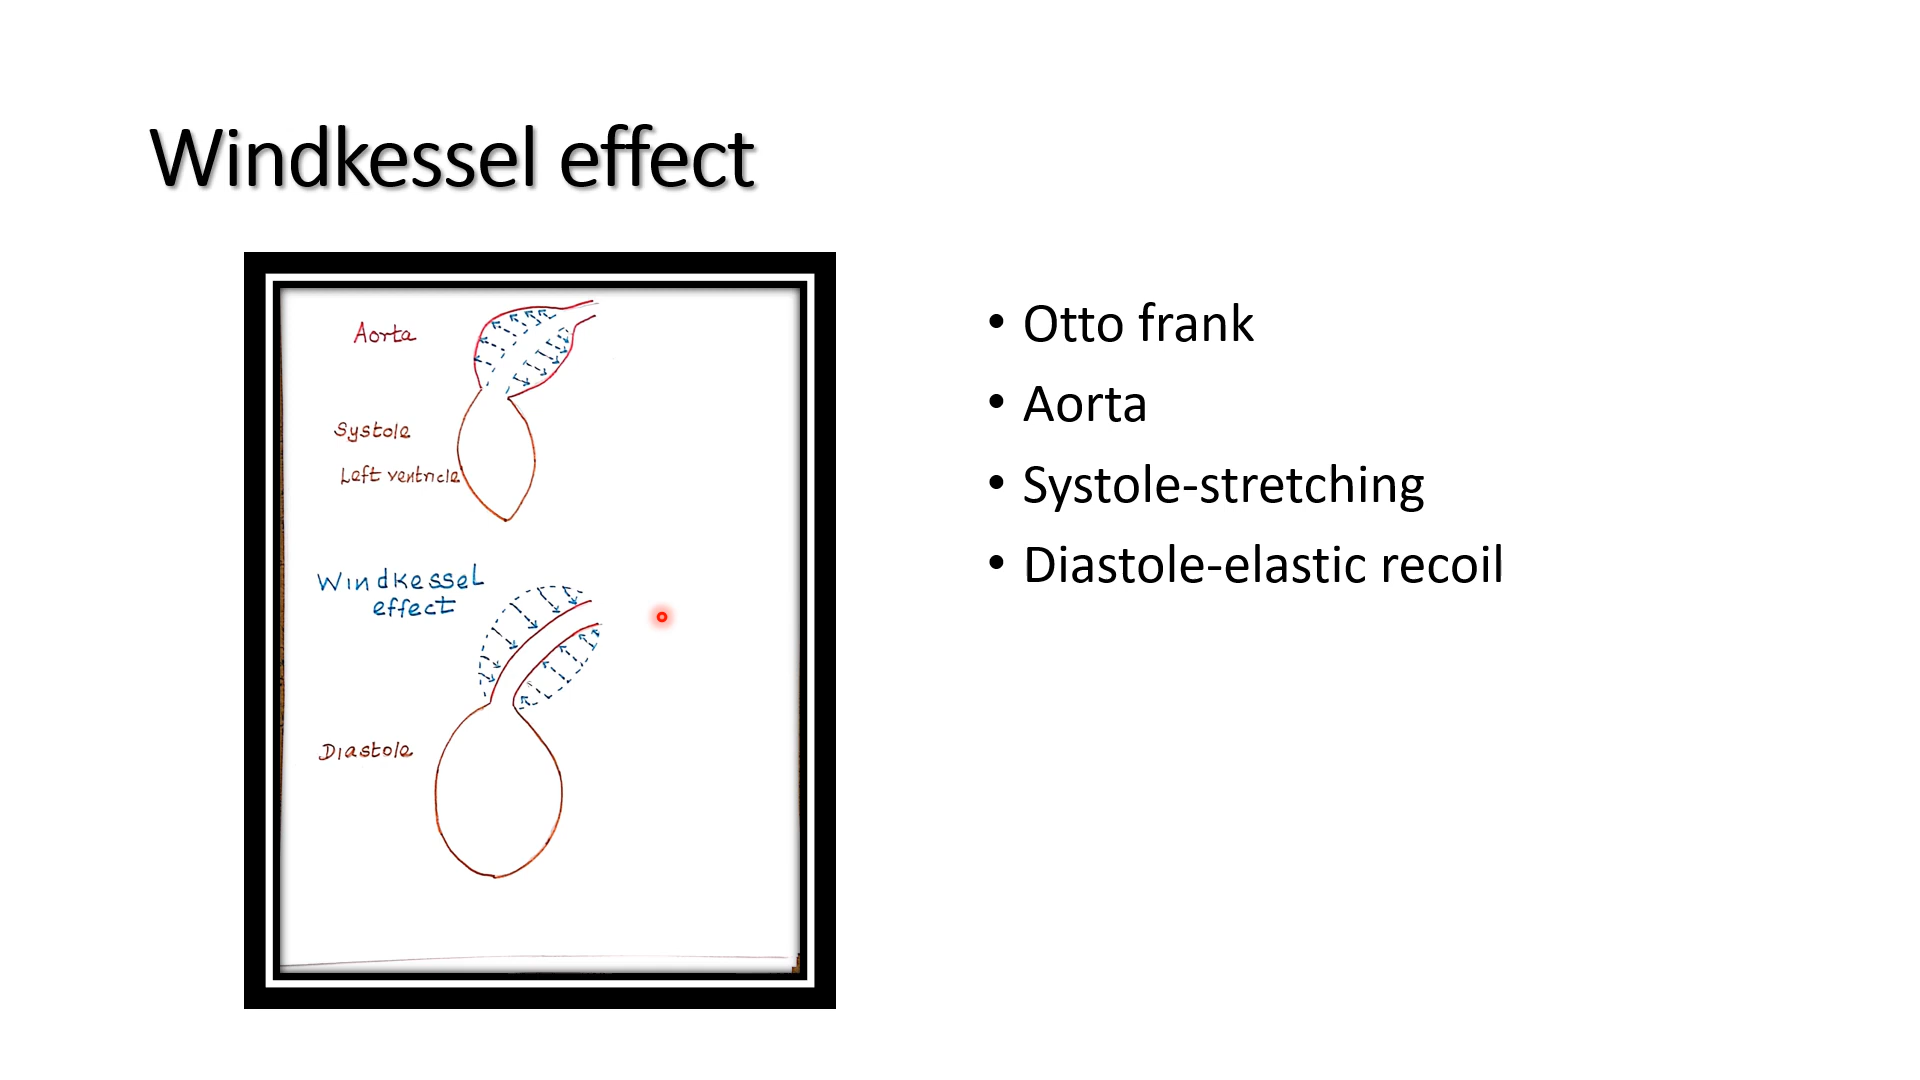 Windkessel effect
Aorta
Systole
Left ventricle
Windkessel
effect
Diastole
• Otto frank
• Aorta
• Systole-stretching
• Diastole-elastic recoil